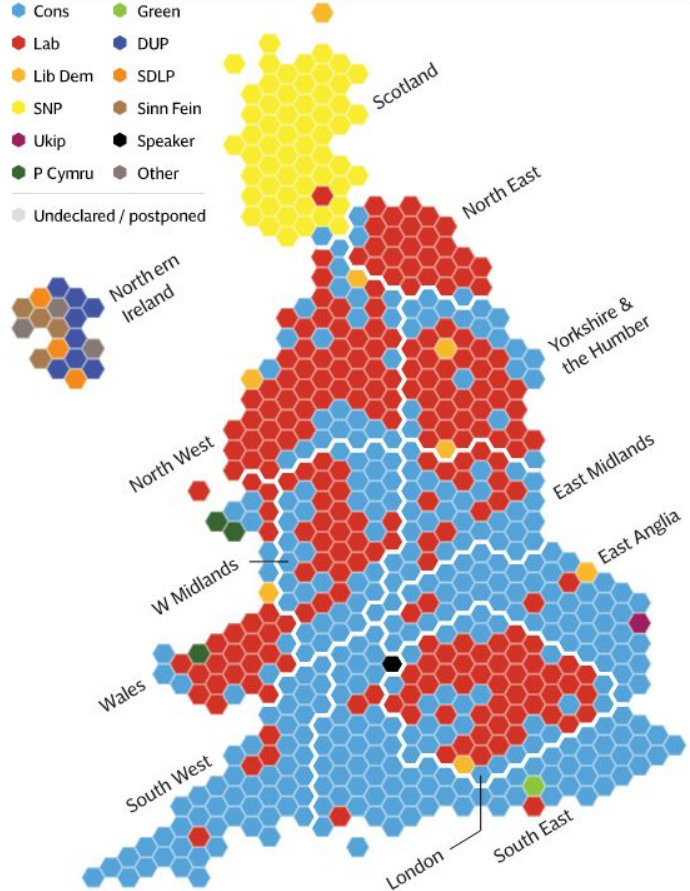 Cons
Green
Lab
DUP
Lib Dem
SDLP
SNP
Sinn Fein
Ukip
Speaker
P Cymru
Other
Undeclared / postponed
Scotland
North East
Northern
Ireland
Yorkshire &
the Humber
North West
East Midlands
East Anglia
W Midlands
Wales
South West
South East
London